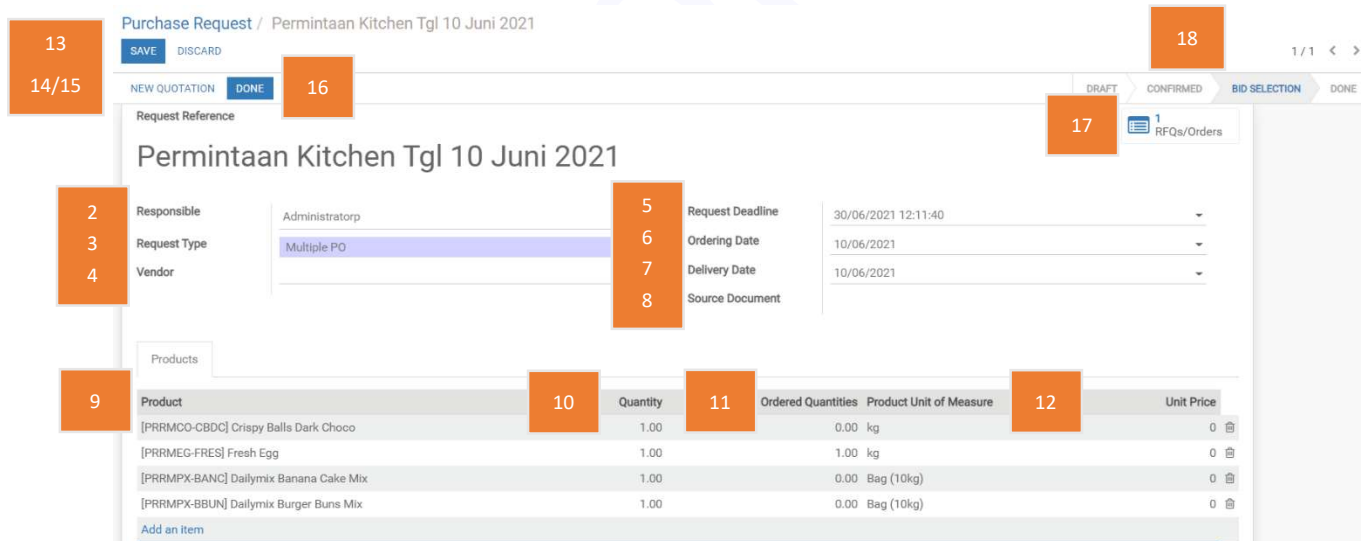 Purchase Request / Permintaan Kitchen Tgl 10 Juni 2021
13
SAVE DISCARD
18
1 / 1
14/15
NEW QUOTATION DONE
16
DRAFT CONFIRMED BID SELECTION DONE
Request Reference
17
1
RFQs/Orders
Permintaan Kitchen Tgl 10 Juni 2021
2 Responsible Administratorp
5 Request Deadline 30/06/2021 12:11:40
3 Request Type Multiple PO
6 Ordering Date 10/06/2021
4 Vendor
7 Delivery Date 10/06/2021
8 Source Document
Products
9 Product 10 Quantity 11 Ordered Quantities Product Unit of Measure 12 Unit Price
[PRRMCO-CBDC] Crispy Balls Dark Choco 1.00 0.00 kg 0
[PRRMEG-FRES] Fresh Egg 1.00 1.00 kg 0
[PRRMPX-BANC] Dailymix Banana Cake Mix 1.00 0.00 Bag (10kg) 0
[PRRMPX-BBUN] Dailymix Burger Buns Mix 1.00 0.00 Bag (10kg) 0
Add an item